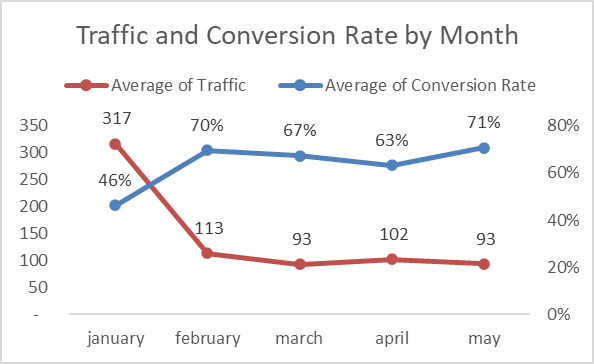 Traffic and Conversion Rate by Month
Average of Traffic Average of Conversion Rate
350 300 250 200 150 100 50 -
317 113 93 102 93
46% 70% 67% 63% 71%
80% 60% 40% 20% 0%
january february march april may